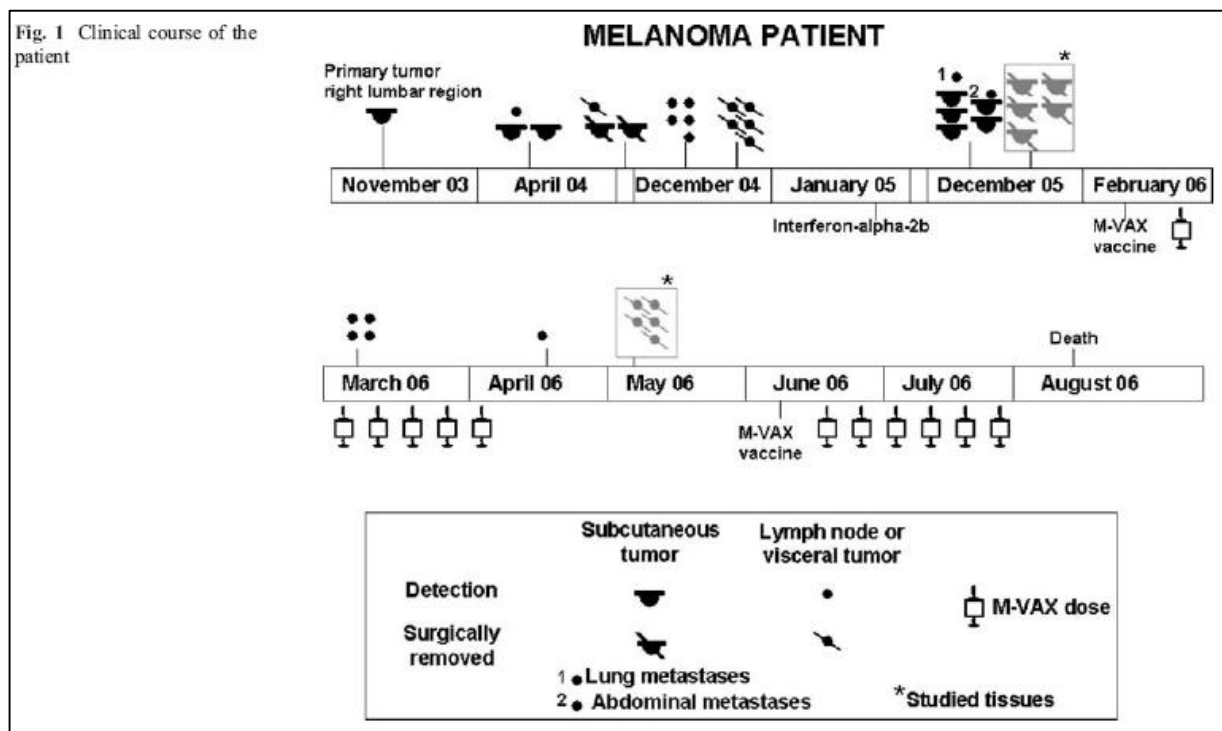 Fig. 1 Clinical course of the
patient
MELANOMA PATIENT
Primary tumor
right lumbar region
1
2
*
November 03 April 04 December 04 January 05 December 05 February 06
Interferon-alpha-2b
M-VAX
vaccine
*
Death
March 06 April 06 May 06 June 06 July 06 August 06
M-VAX
vaccine
Subcutaneous
tumor
Lymph node or
visceral tumor
Detection
M-VAX dose
Surgically
removed
1 Lung metastases
2 Abdominal metastases
*Studied tissues